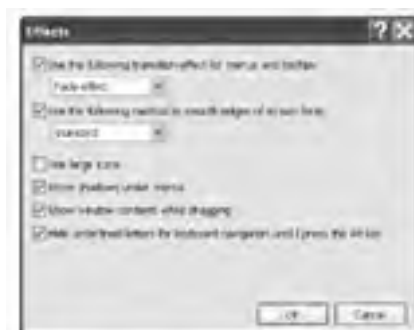 Effects
Use the following transition effect for menus and tooltips:
Fade effect
Use the following method to smooth edges of screen fonts:
Standard
Use large icons
Show shadows under menus
Show window contents while dragging
Hide underlined letters for keyboard navigation until I press the Alt key
OK
Cancel